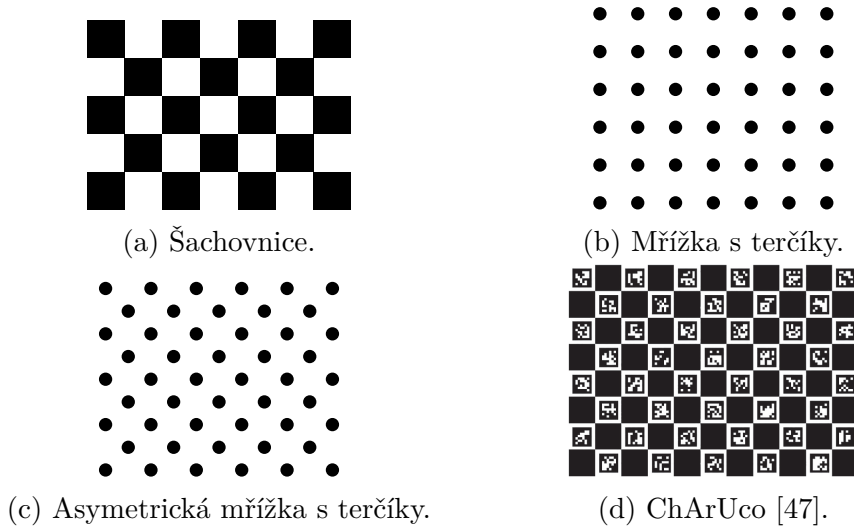 (a) Šachovnice.
(b) Mřížka s terčíky.
(c) Asymetrická mřížka s terčíky.
(d) ChArUco [47].